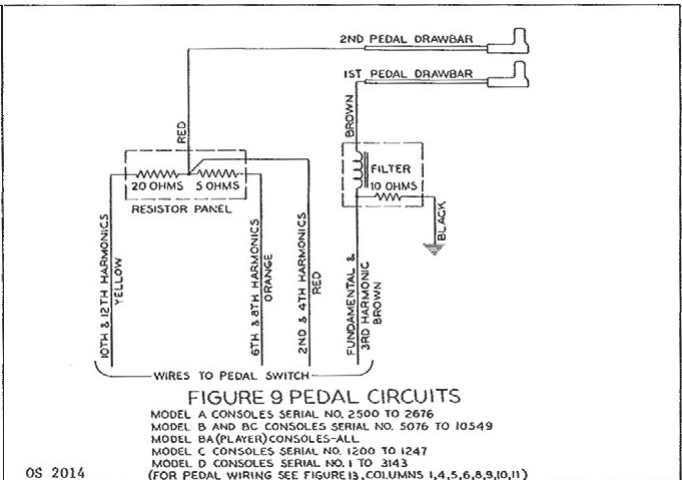 2ND PEDAL DRAWBAR
1ST PEDAL DRAWBAR
RED
BROWN
20 OHMS
5 OHMS
RESISTOR PANEL
FILTER
10 OHMS
BLACK
10TH & 12TH HARMONICS
YELLOW
6TH & 8TH HARMONICS
ORANGE
2ND & 4TH HARMONICS
RED
FUNDAMENTAL &
3RD HARMONIC
BROWN
WIRES TO PEDAL SWITCH
FIGURE 9 PEDAL CIRCUITS
MODEL A CONSOLES SERIAL NO. 2500 TO 2676
MODEL B AND BC CONSOLES SERIAL NO. 5076 TO 10549
MODEL BA (PLAYER) CONSOLES-ALL
MODEL C CONSOLES SERIAL NO. 1200 TO 1247
MODEL D CONSOLES SERIAL NO. 1 TO 3143
(FOR PEDAL WIRING SEE FIGURE 13, COLUMNS 1,4,5,6,8,9,10,11)
OS 2014